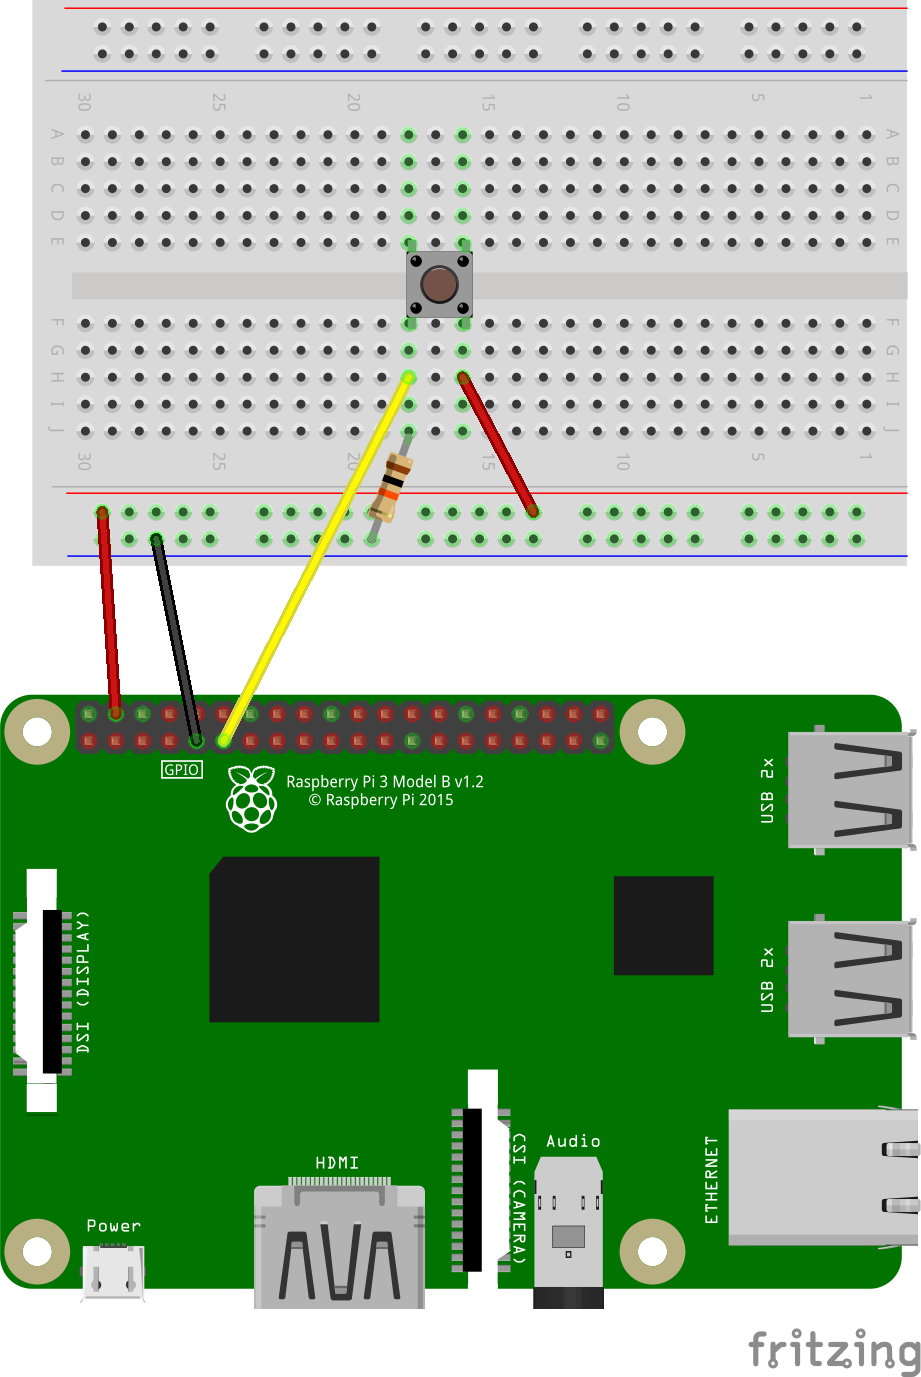 30 25 20 15 10 5 1
A A
B B
C C
D D
E E
F F
G G
H H
I I
J J
30 25 20 15 10 5 1
GPIO
Raspberry Pi 3 Model B v1.2
© Raspberry Pi 2015
USB 2x
DSI (DISPLAY)
USB 2x
HDMI
CSI (CAMERA)
Audio
ETHERNET
Power
fritzing